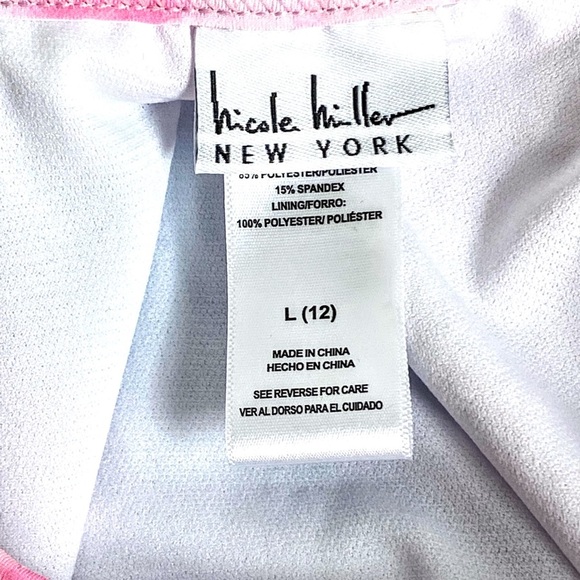 Nicole Miller
NEW YORK
85% POLYESTER/POLIÉSTER
15% SPANDEX
LINING/FORRO:
100% POLYESTER/ POLIÉSTER
L (12)
MADE IN CHINA
HECHO EN CHINA
SEE REVERSE FOR CARE
VER AL DORSO PARA EL CUIDADO